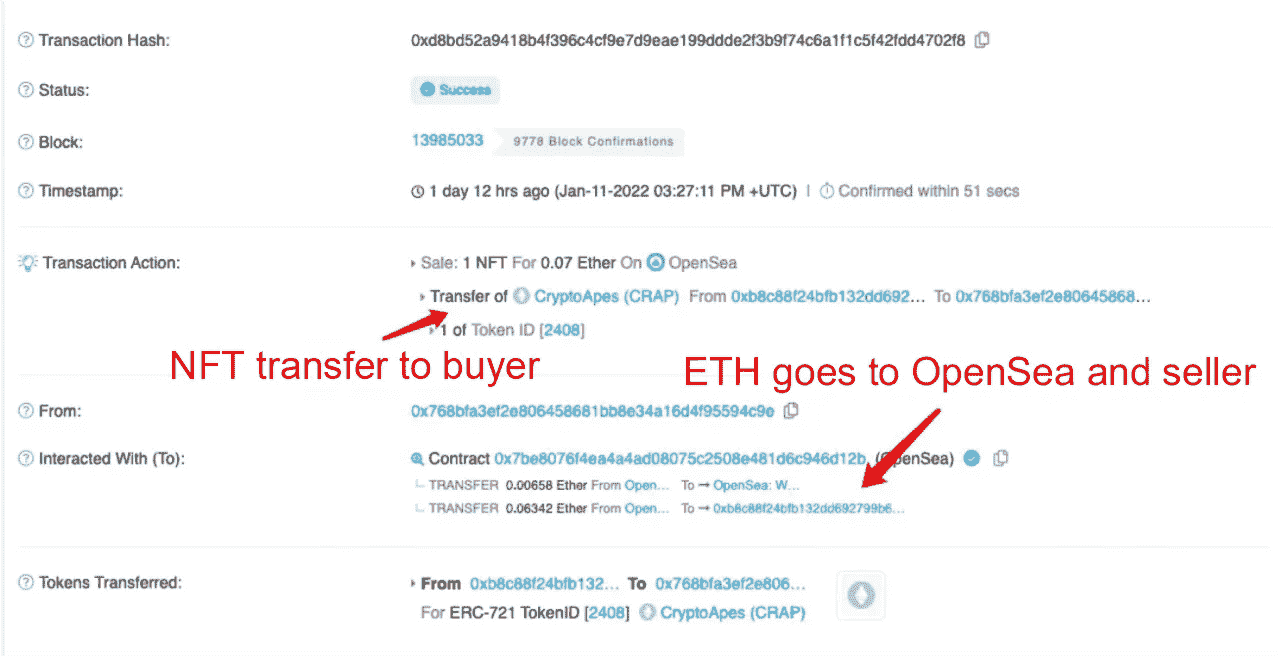 Transaction Hash: 0xd8bd52a9418b4f396c4cf9e7d9eae199ddde2f3b9f74c6a1f1c5f42fdd4702f8
Status: Success
Block: 13985033 9778 Block Confirmations
Timestamp: 1 day 12 hrs ago (Jan-11-2022 03:27:11 PM +UTC) | Confirmed within 51 secs
Transaction Action: Sale: 1 NFT For 0.07 Ether On OpenSea
Transfer of CryptoApes (CRAP) From 0xb8c88f24bfb132dd692... To 0x768bfa3ef2e80645868...
1 of Token ID [2408]
NFT transfer to buyer
ETH goes to OpenSea and seller
From: 0x768bfa3ef2e806458681bb8e34a16d4f95594c9e
Interacted With (To): Contract 0x7be8076f4ea4a4ad08075c2508e481d6c946d12b (OpenSea)
TRANSFER 0.00658 Ether From Open... To → OpenSea: W...
TRANSFER 0.06342 Ether From Open... To → 0xb8c88f24bfb132dd692799b6...
Tokens Transferred: From 0xb8c88f24bfb132... To 0x768bfa3ef2e806...
For ERC-721 TokenID [2408] CryptoApes (CRAP)